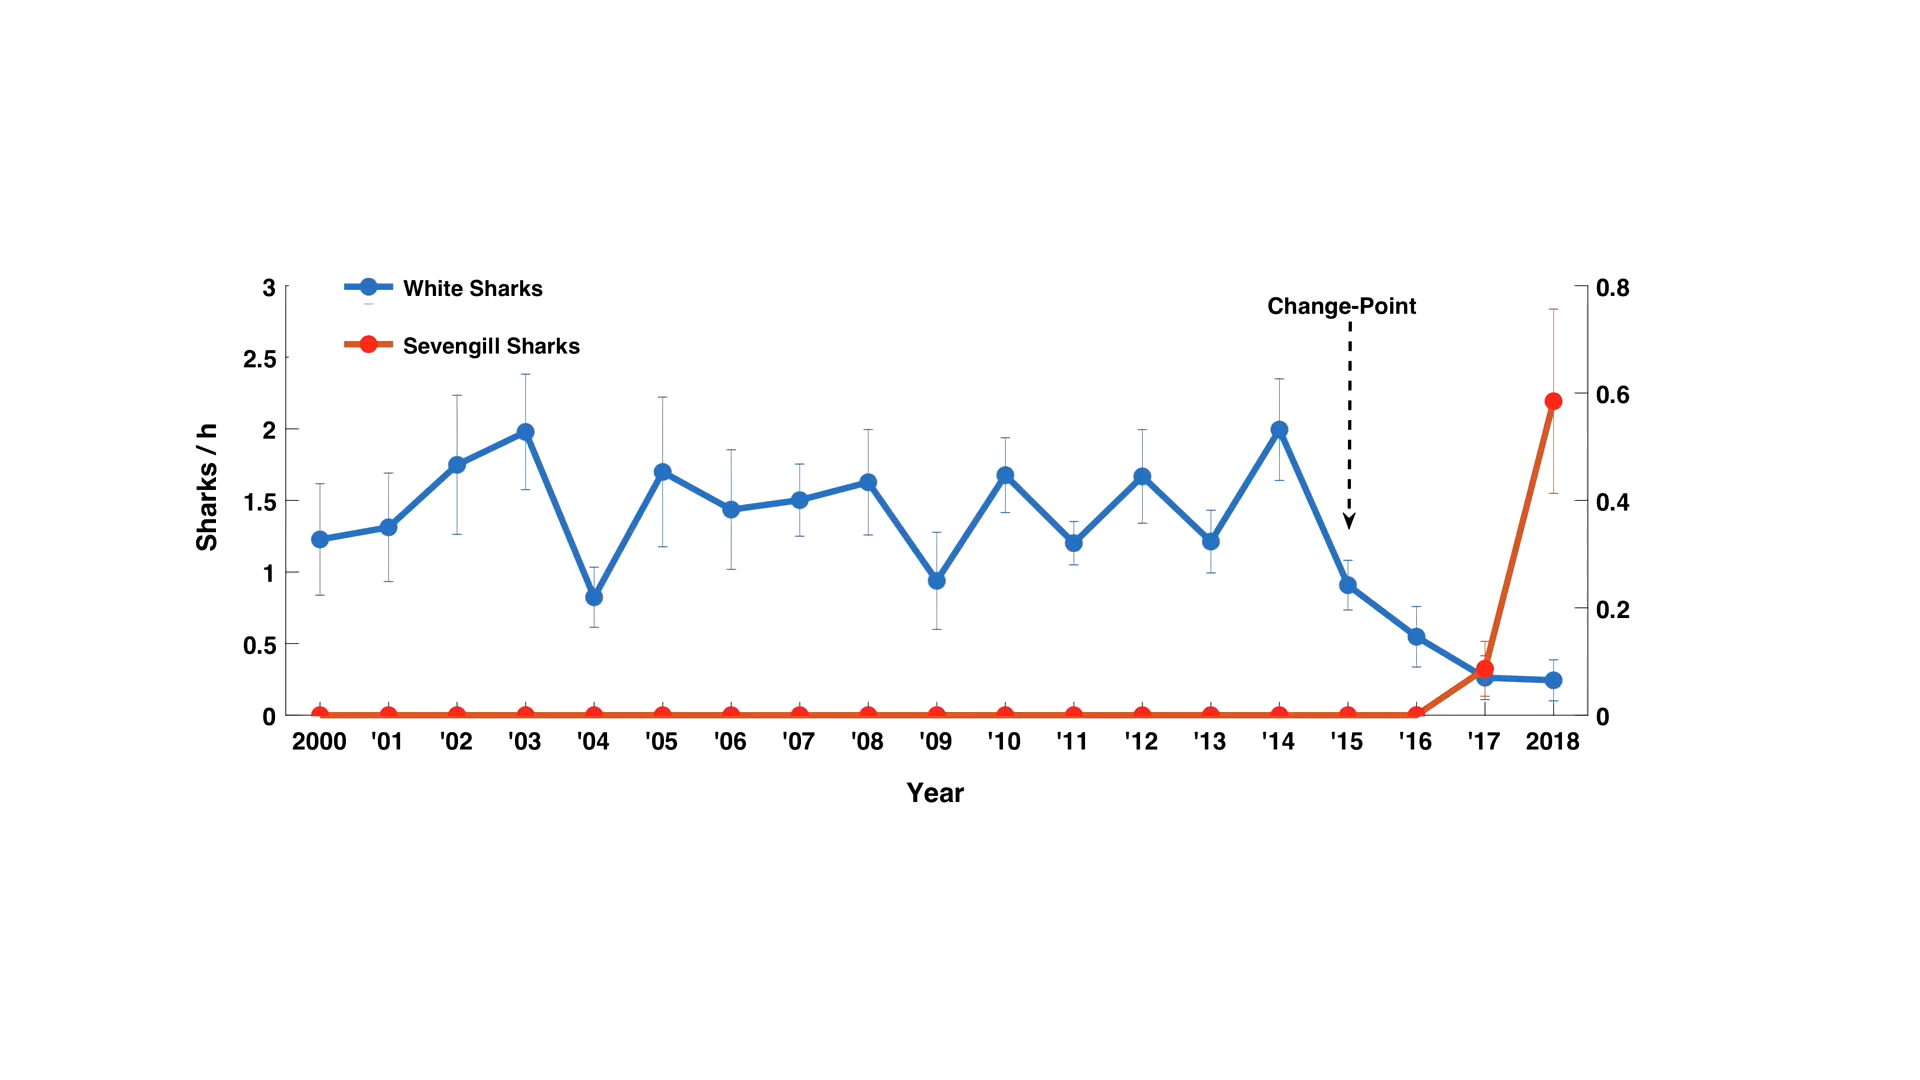 White Sharks
Sevengill Sharks
Change-Point
3
2.5
2
1.5
1
0.5
0
Sharks / h
0.8
0.6
0.4
0.2
0
2000 '01 '02 '03 '04 '05 '06 '07 '08 '09 '10 '11 '12 '13 '14 '15 '16 '17 2018
Year